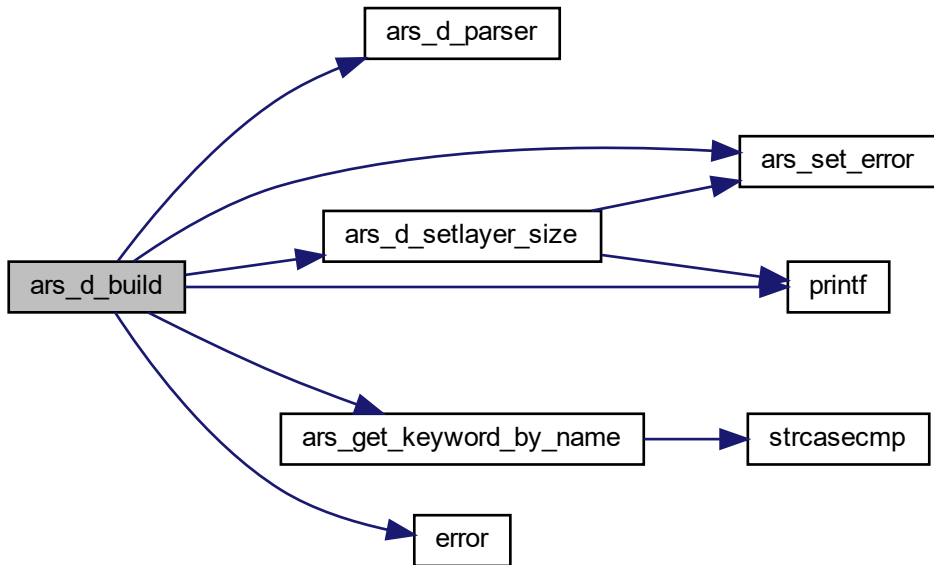 ars_d_parser
ars_set_error
ars_d_setlayer_size
ars_d_build
printf
ars_get_keyword_by_name
strcasecmp
error